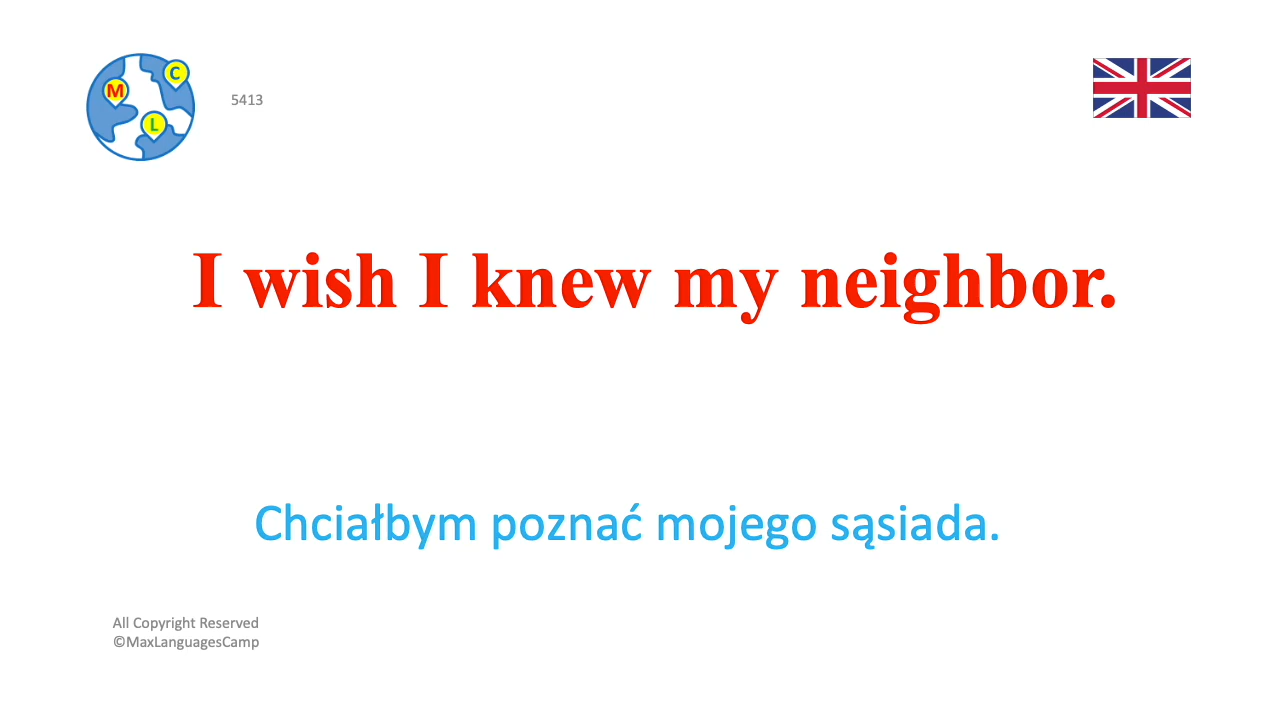 C
M
L
5413
I wish I knew my neighbor.
Chciałbym poznać mojego sąsiada.
All Copyright Reserved
©MaxLanguagesCamp